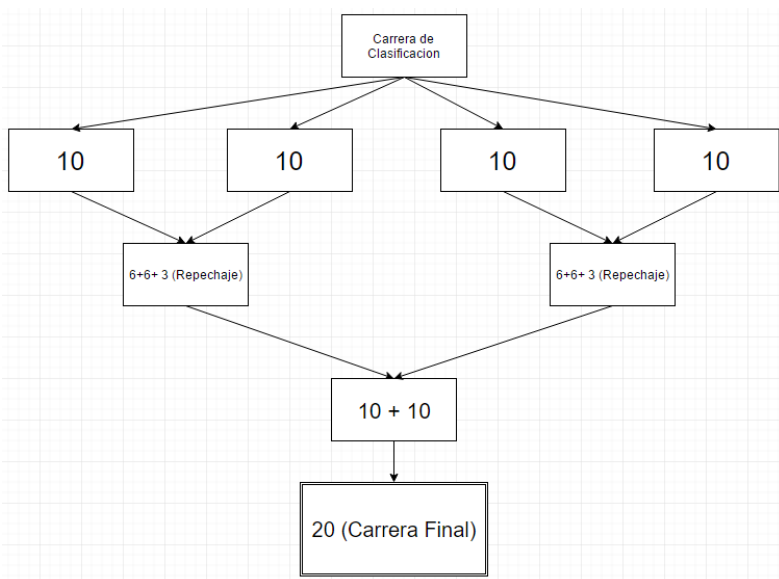 Carrera de
Clasificacion
10
10
10
10
6+6+ 3 (Repechaje)
6+6+ 3 (Repechaje)
10 + 10
20 (Carrera Final)